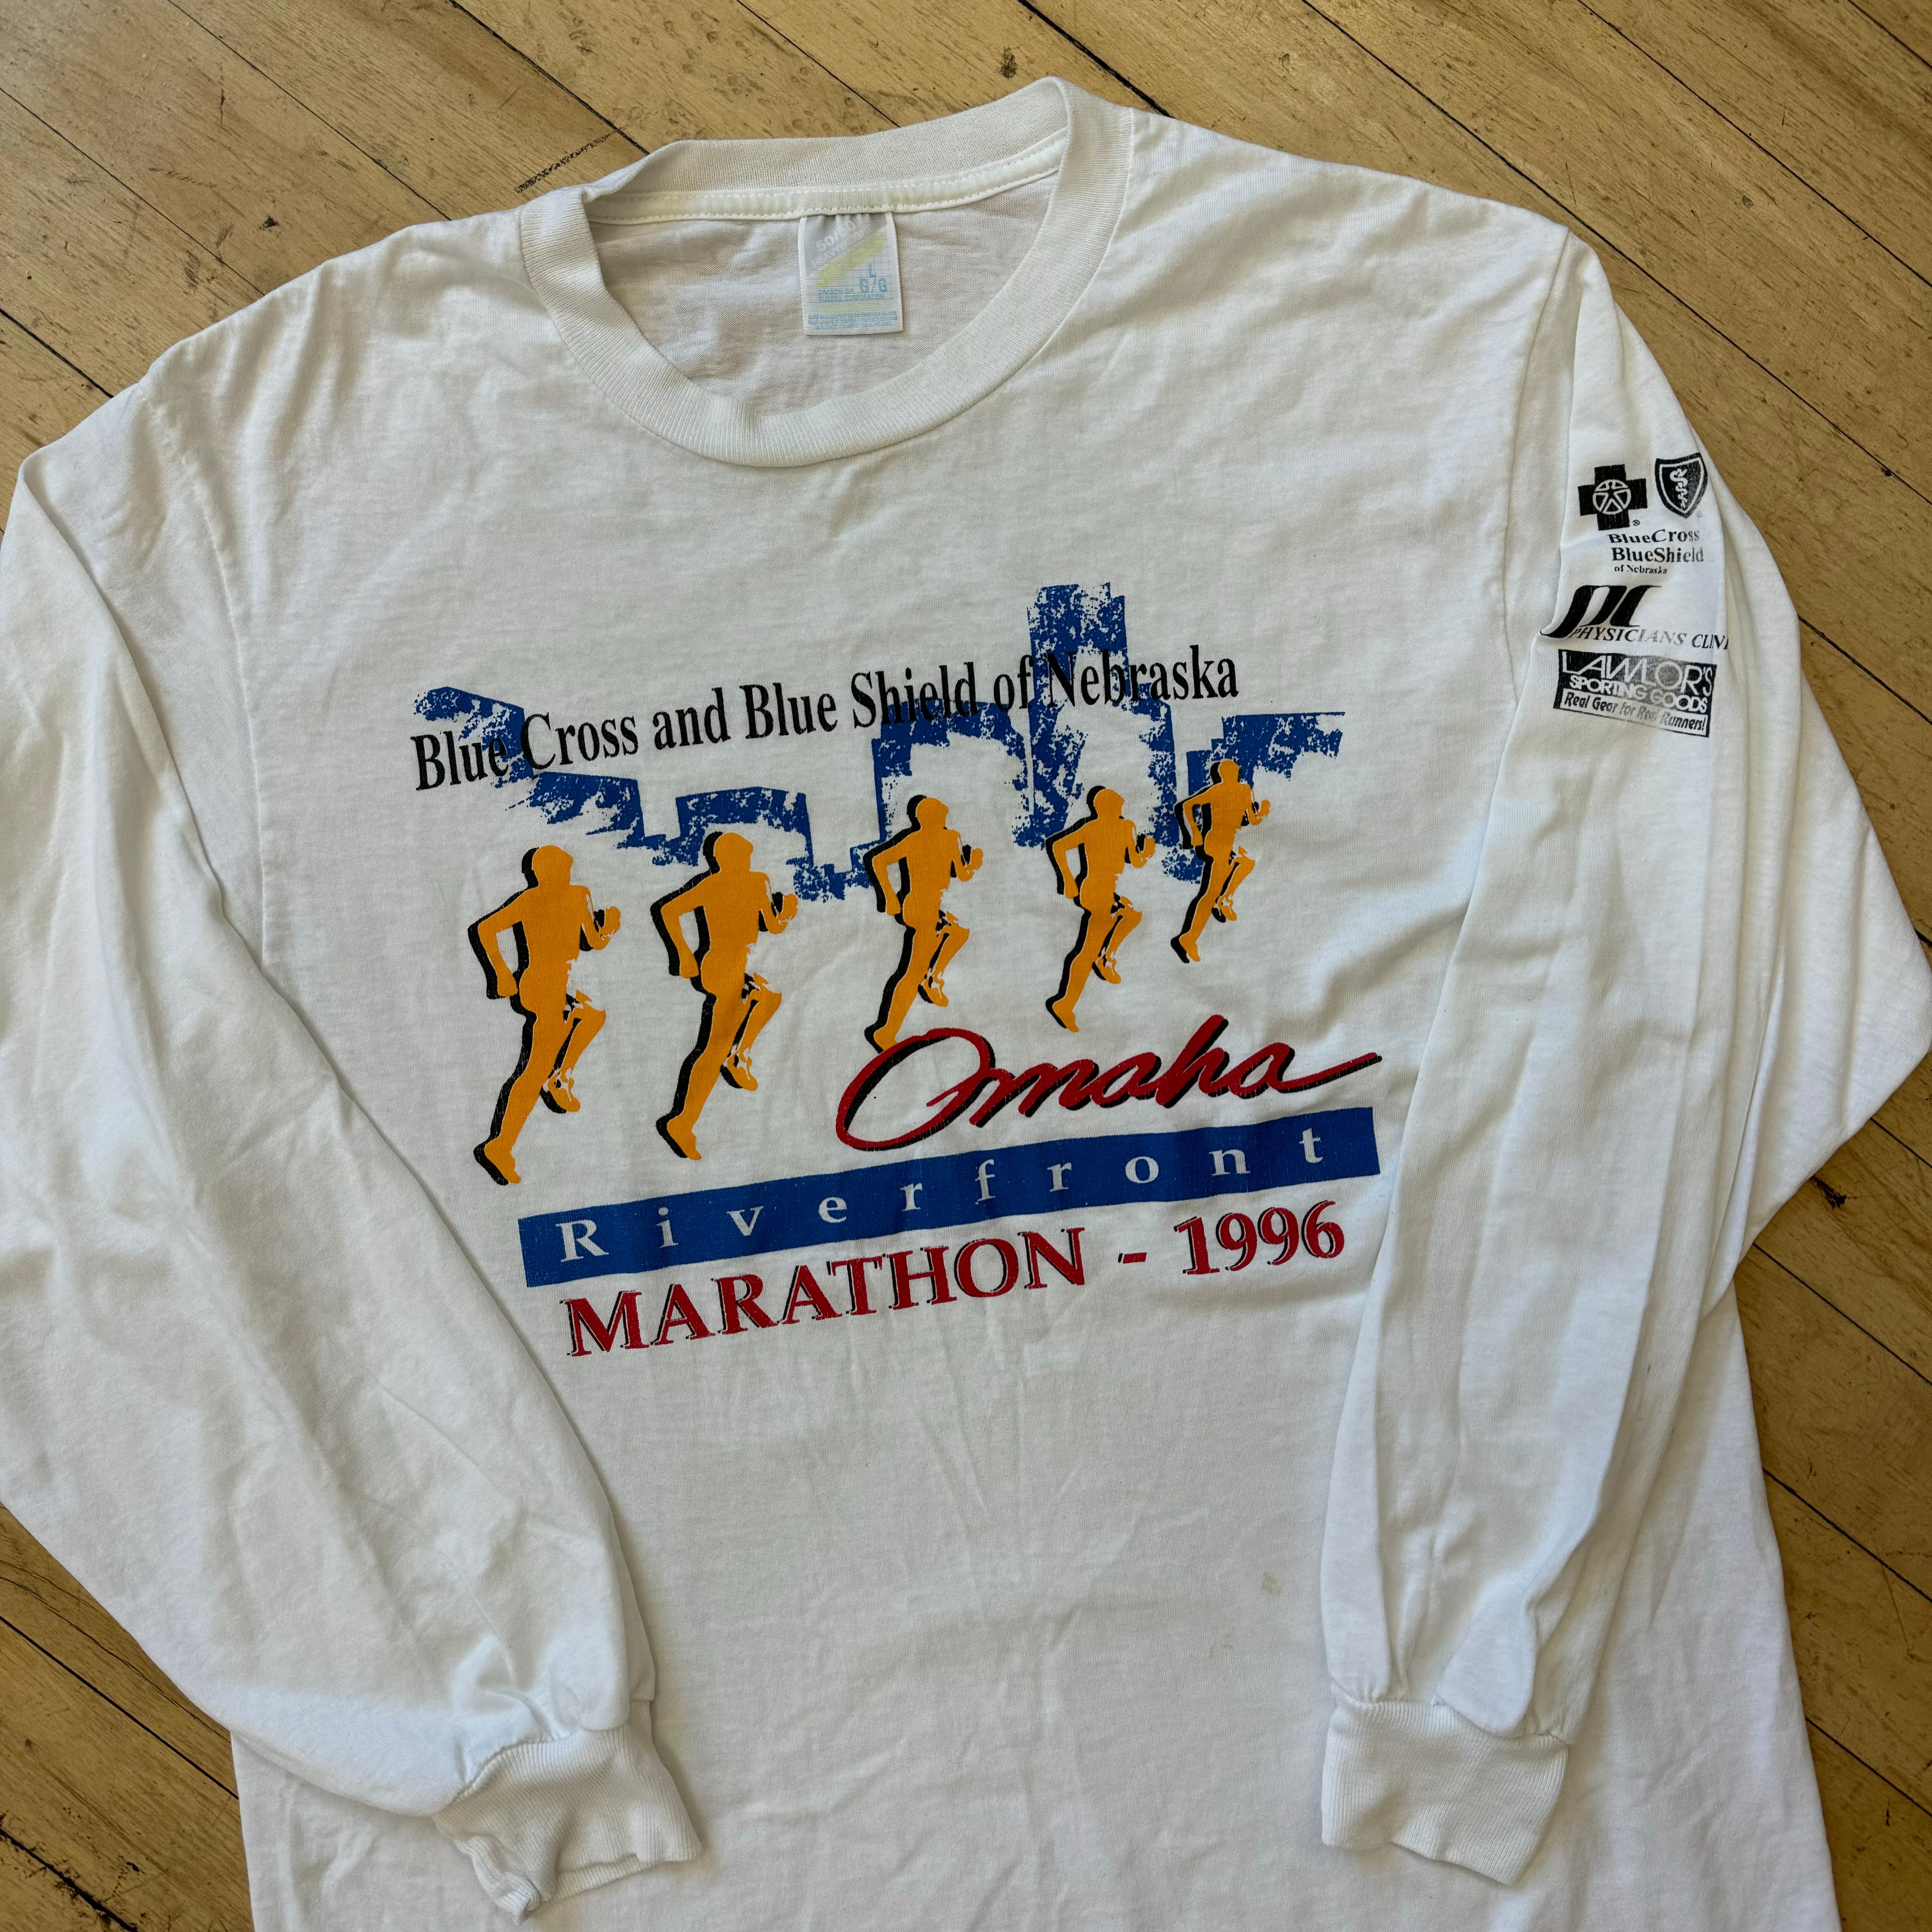 L
G/G
Blue Cross and Blue Shield of Nebraska
Omaha
Riverfront
MARATHON - 1996
BlueCross
BlueShield
of Nebraska
PC
PHYSICIANS
LAWLOR'S
SPORTING GOODS
Real Gear for Real Runners!